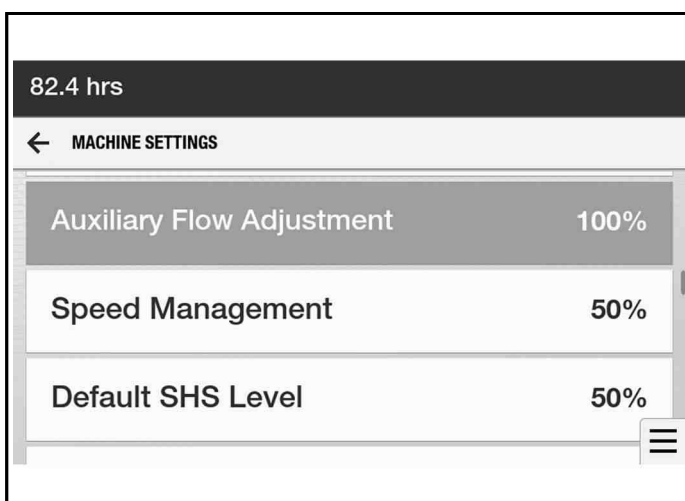 82.4 hrs
MACHINE SETTINGS
Auxiliary Flow Adjustment 100%
Speed Management 50%
Default SHS Level 50%